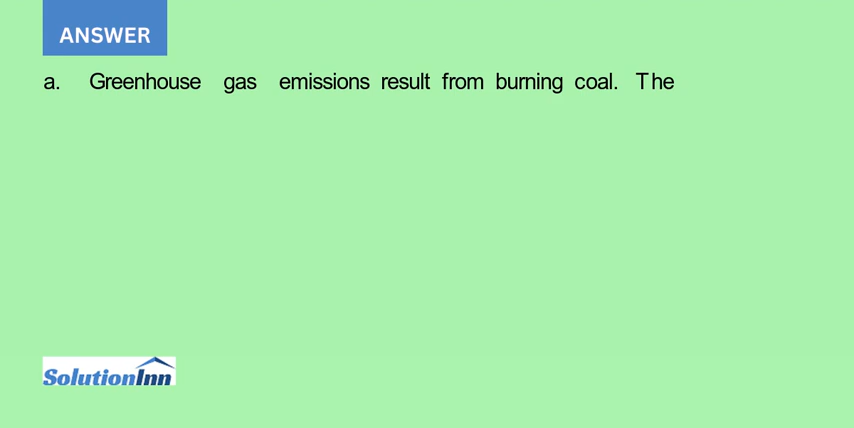 ANSWER
a. Greenhouse gas emissions result from burning coal. The
SolutionInn